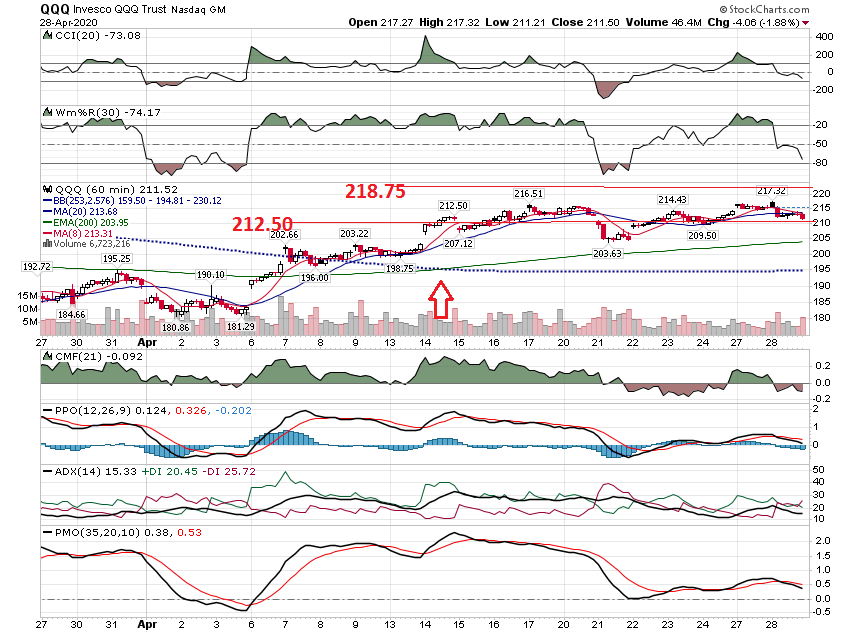 QQQ Invesco QQQ Trust Nasdaq GM © StockCharts.com
28-Apr-2020 Open 217.27 High 217.32 Low 211.21 Close 211.50 Volume 46.4M Chg -4.06 (-1.88%)
CCI(20) -73.08
400
200
0
-200
Wm%R(30) -74.17
-20
-50
-80
QQQ (60 min) 211.52
BB(253,2.576) 159.50 - 194.81 - 230.12
MA(20) 213.68
EMA(200) 203.95
MA(8) 213.31
Volume 6,723,216
218.75
212.50
192.72
184.66
195.25
180.86
190.10
181.29
202.66
196.00
203.22
198.75
212.50
207.12
216.51
203.63
214.43
209.50
217.32
220
215
210
205
200
195
190
185
180
15M
10M
5M
27 30 31 Apr 2 3 6 7 8 9 13 14 15 16 17 20 21 22 23 24 27 28
CMF(21) -0.092
0.2
0.0
-0.2
PPO(12,26,9) 0.124, 0.326, -0.202
2
1
0
ADX(14) 15.33 +DI 20.45 -DI 25.72
50
40
30
20
10
PMO(35,20,10) 0.38, 0.53
2.0
1.5
1.0
0.5
0.0
-0.5
27 30 31 Apr 2 3 6 7 8 9 13 14 15 16 17 20 21 22 23 24 27 28